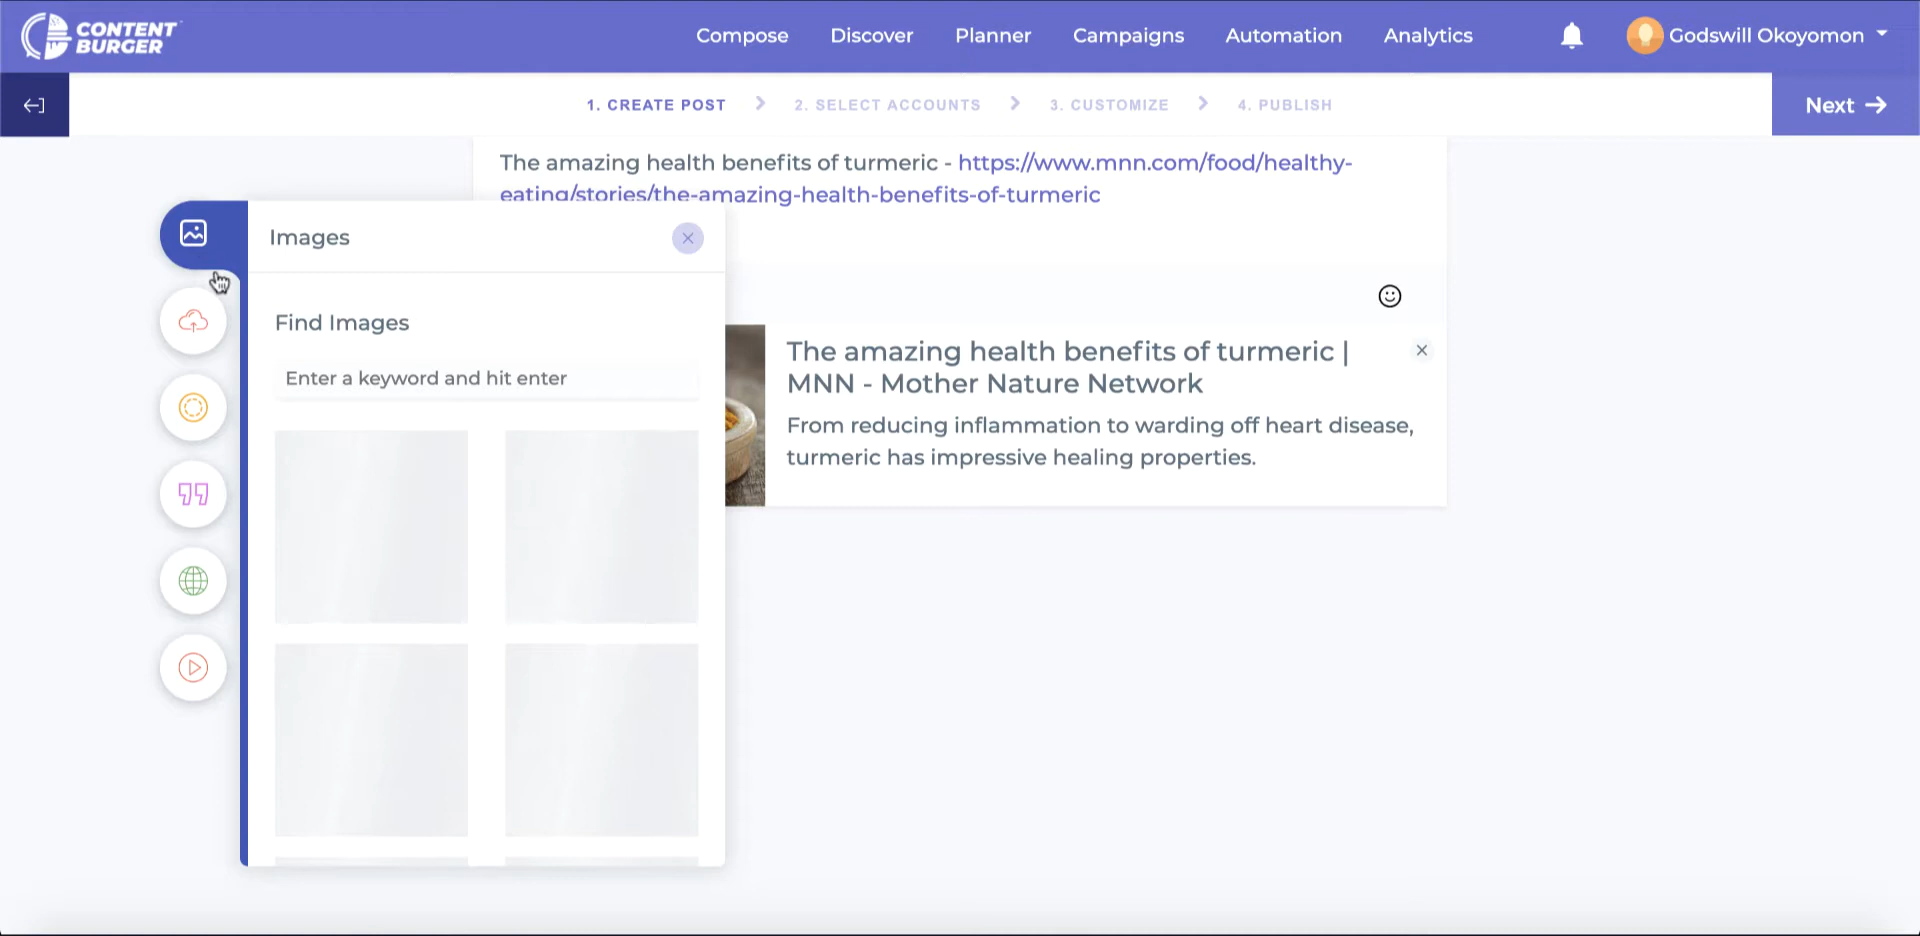 CONTENT
BURGER
Compose
Discover
Planner
Campaigns
Automation
Analytics
Godswill Okoyomon
1. CREATE POST
2. SELECT ACCOUNTS
3. CUSTOMIZE
4. PUBLISH
Next
The amazing health benefits of turmeric - https://www.mnn.com/food/healthy-
eating/stories/the-amazing-health-benefits-of-turmeric
Images
Find Images
Enter a keyword and hit enter
The amazing health benefits of turmeric |
MNN - Mother Nature Network
From reducing inflammation to warding off heart disease,
turmeric has impressive healing properties.